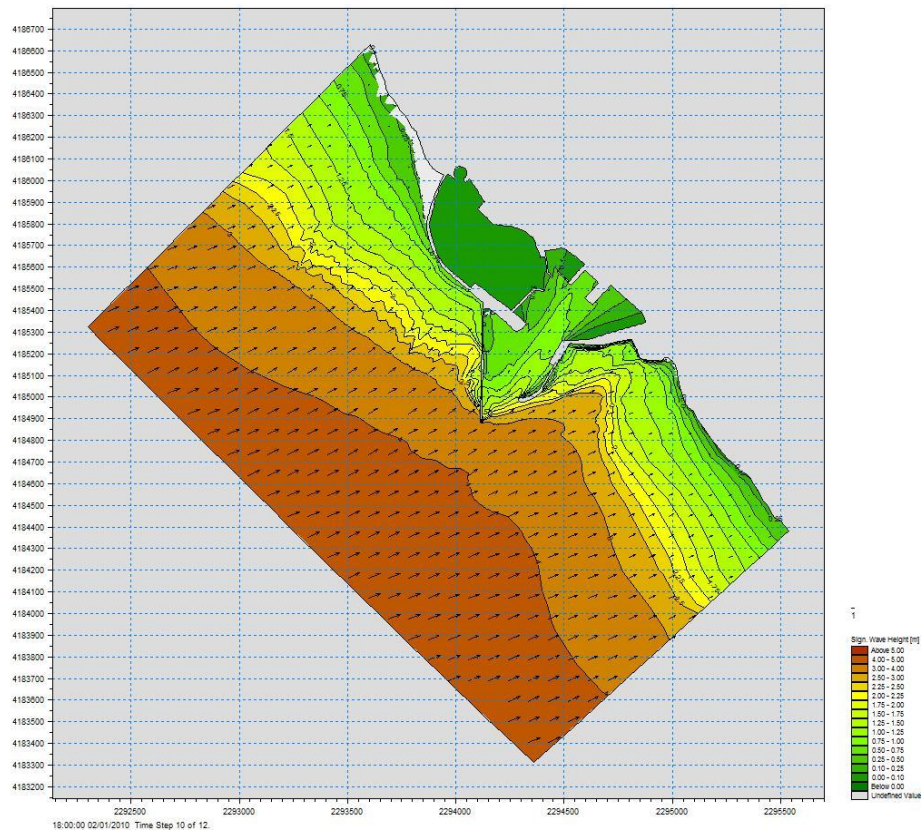 4186700
4186600
4186500
4186400
4186300
4186200
4186100
4186000
4185900
4185800
4185700
4185600
4185500
4185400
4185300
4185200
4185100
4185000
4184900
4184800
4184700
4184600
4184500
4184400
4184300
4184200
4184100
4184000
4183900
4183800
4183700
4183600
4183500
4183400
4183300
4183200
2292500 2293000 2293500 2294000 2294500 2295000 2295500
18:00:00 02/01/2010 Time Step 10 of 12.
1
Sign. Wave Height [m]
Above 5.00
4.00 - 5.00
3.00 - 4.00
2.50 - 3.00
2.25 - 2.50
2.00 - 2.25
1.75 - 2.00
1.50 - 1.75
1.25 - 1.50
1.00 - 1.25
0.75 - 1.00
0.50 - 0.75
0.25 - 0.50
0.10 - 0.25
0.00 - 0.10
Below 0.00
Undefined Value